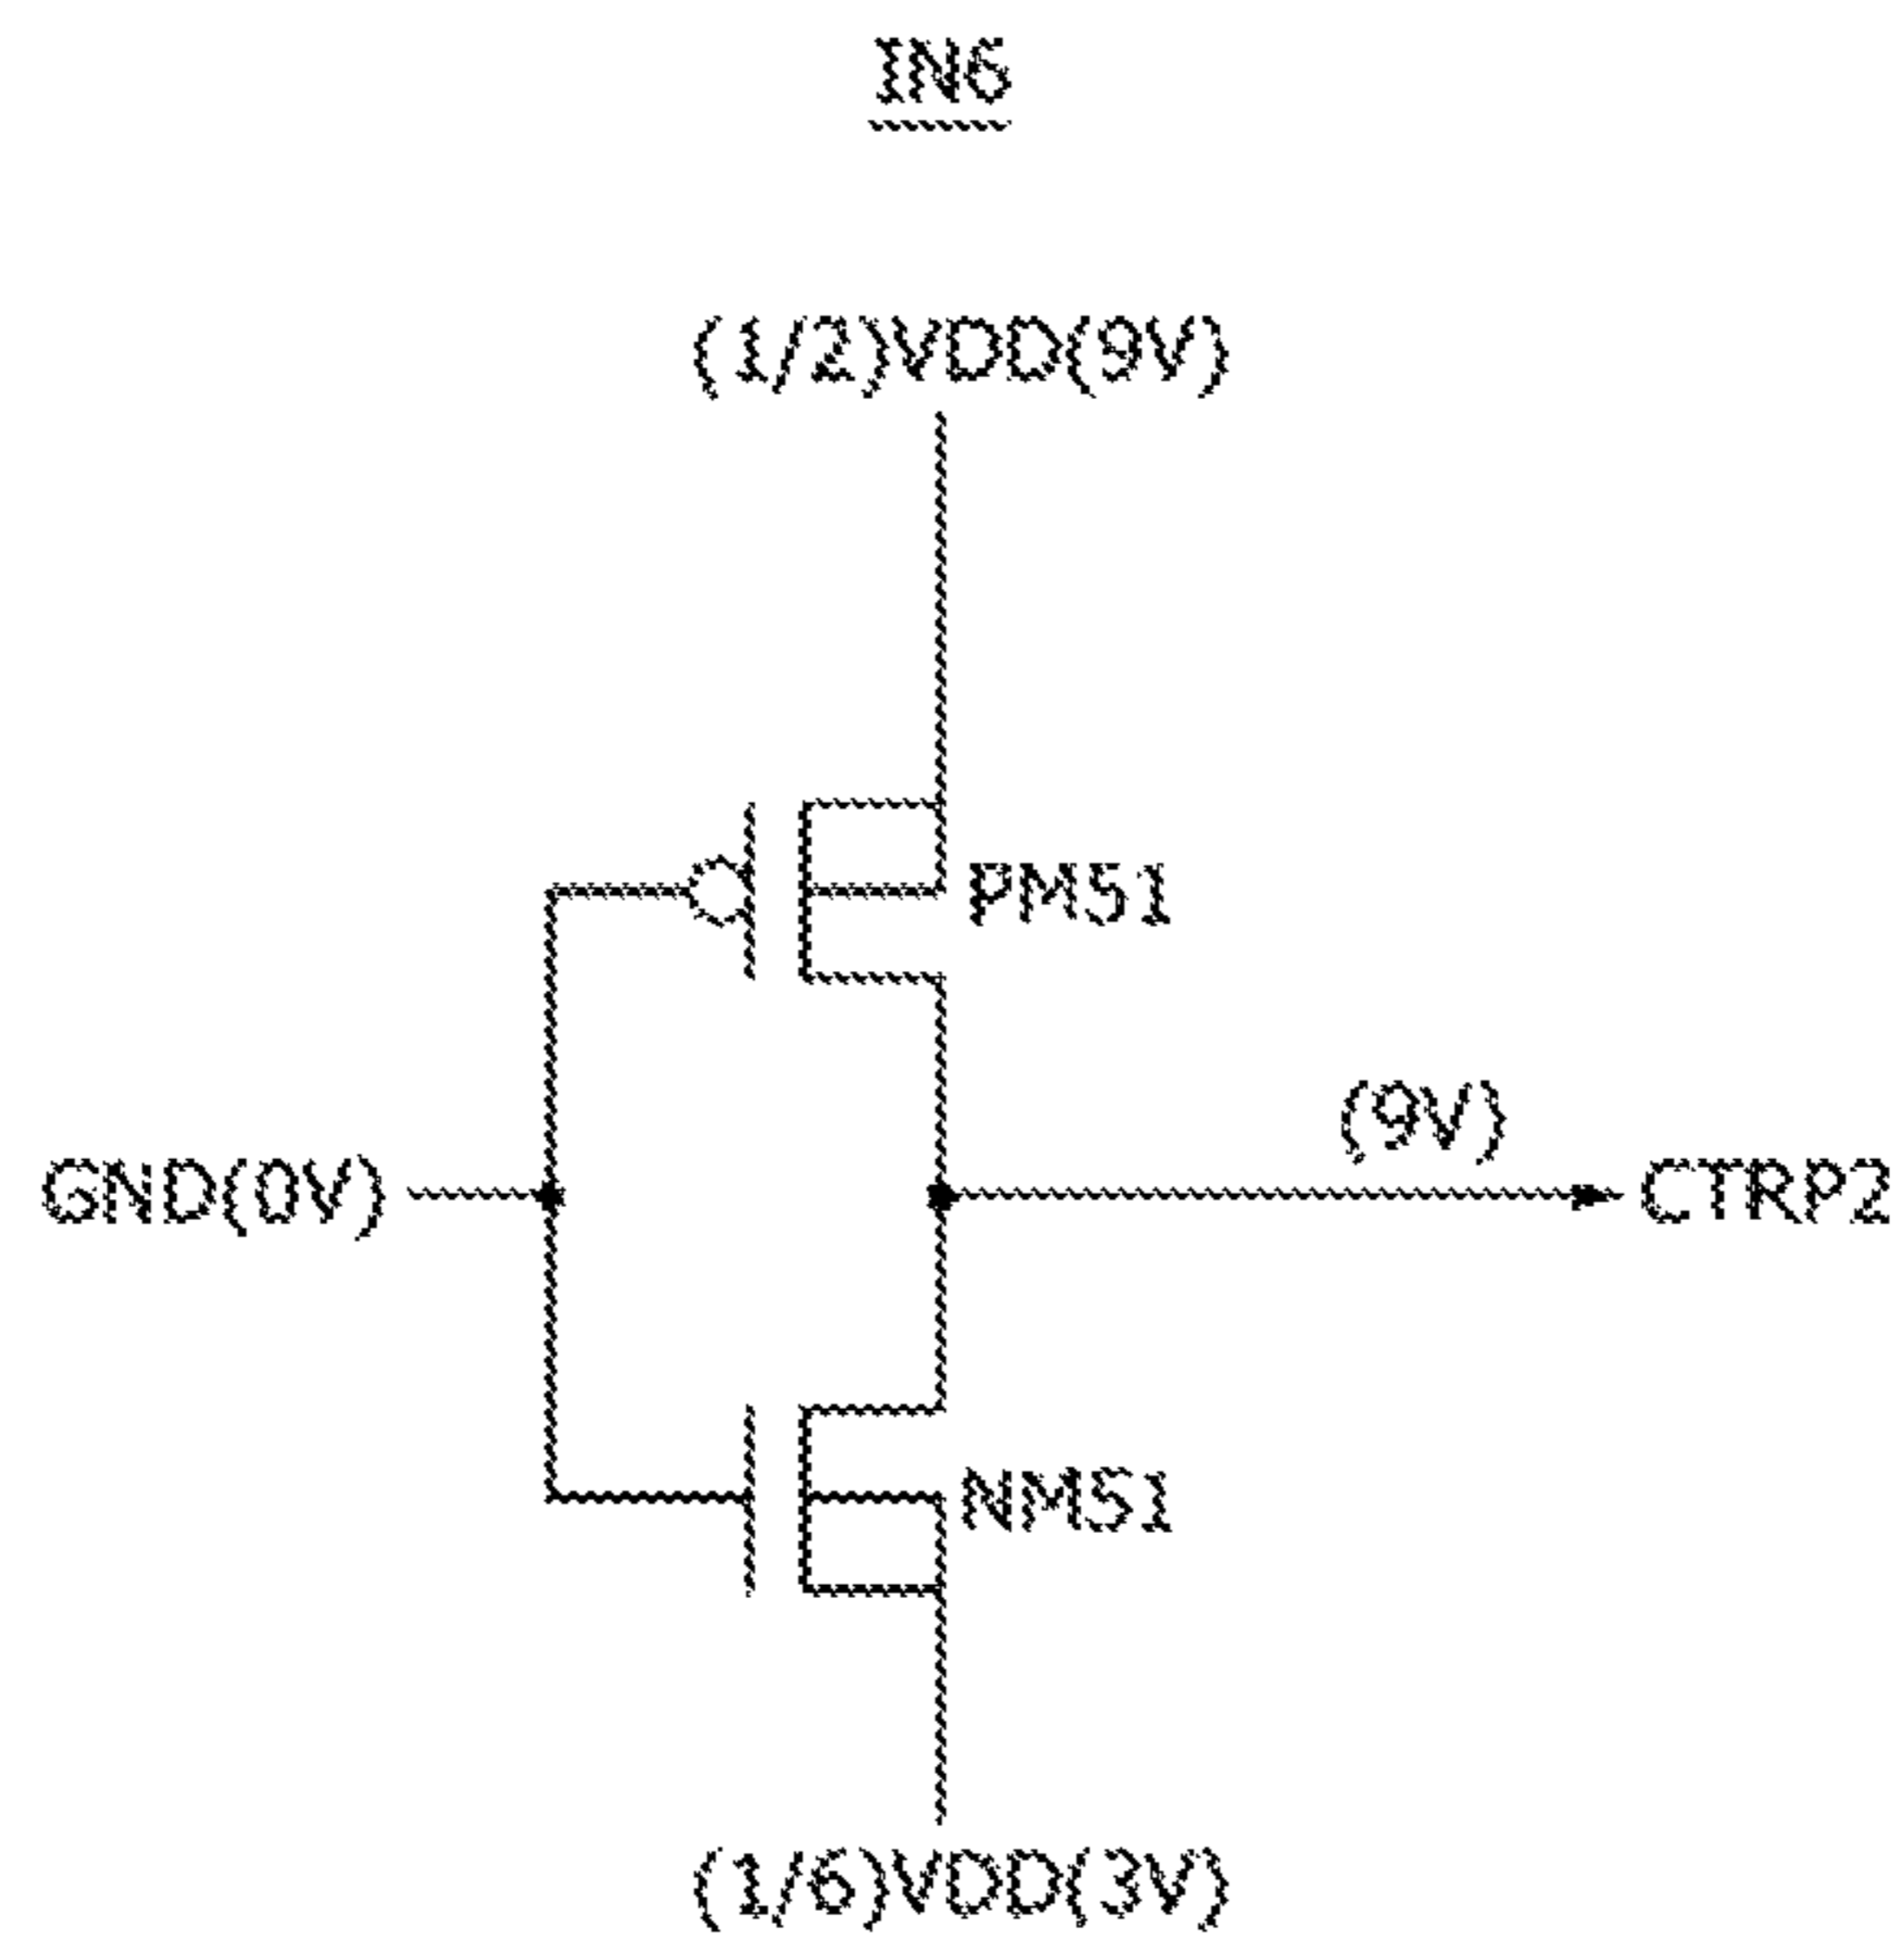 IN6
(1/2)VDD(9V)
PM51
(9V)
GND(0V)
CTRP2
NM51
(1/6)VDD(3V)